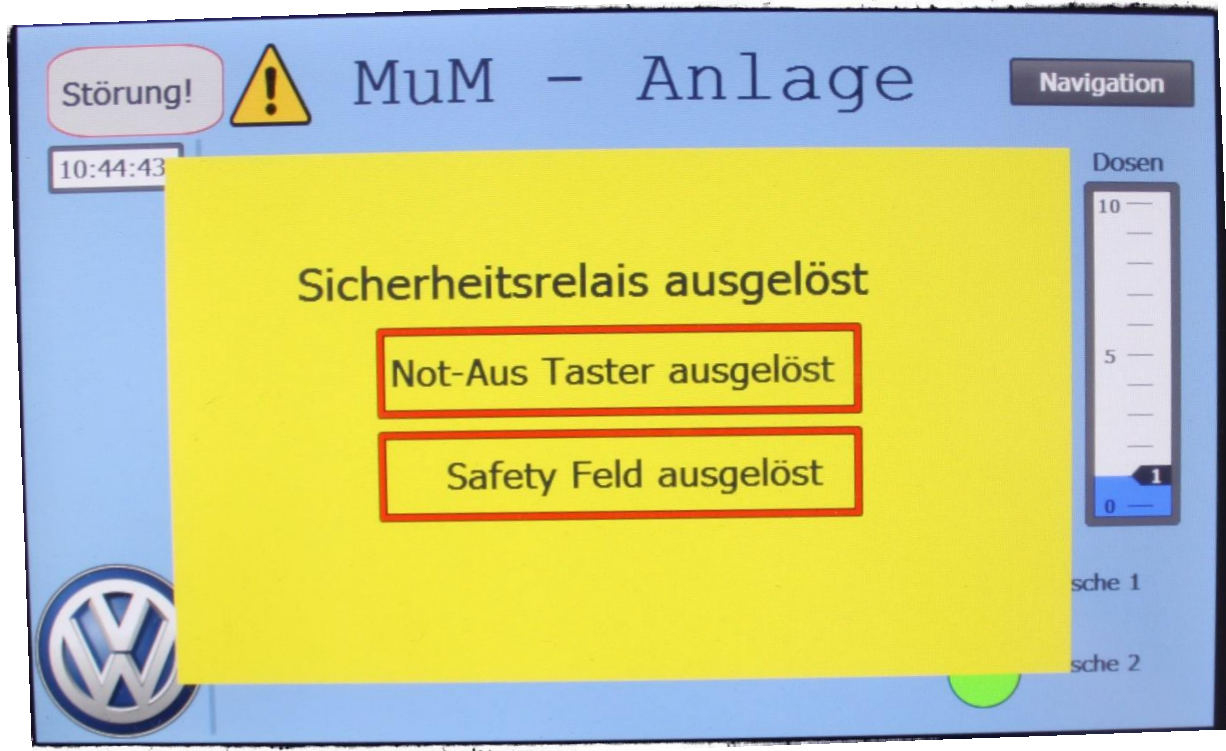 Störung!
MuM - Anlage
Navigation
10:44:43
Dosen
10
5
1
0
Sicherheitsrelais ausgelöst
Not-Aus Taster ausgelöst
Safety Feld ausgelöst
sche 1
sche 2